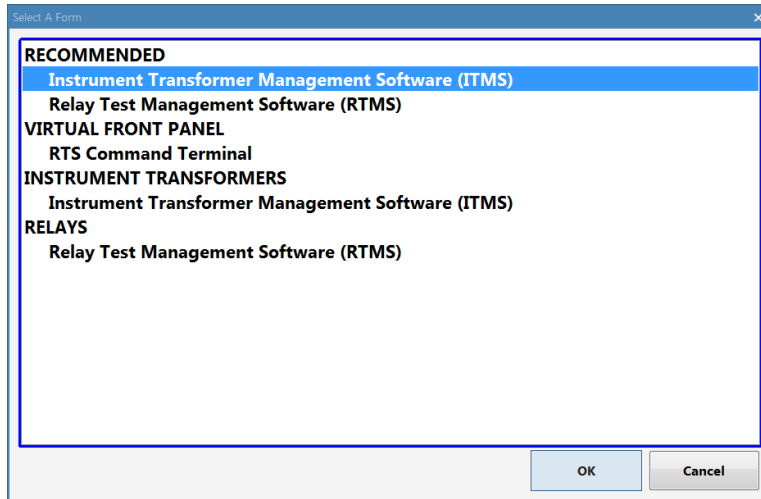 Select A Form
RECOMMENDED
Instrument Transformer Management Software (ITMS)
Relay Test Management Software (RTMS)
VIRTUAL FRONT PANEL
RTS Command Terminal
INSTRUMENT TRANSFORMERS
Instrument Transformer Management Software (ITMS)
RELAYS
Relay Test Management Software (RTMS)
OK Cancel